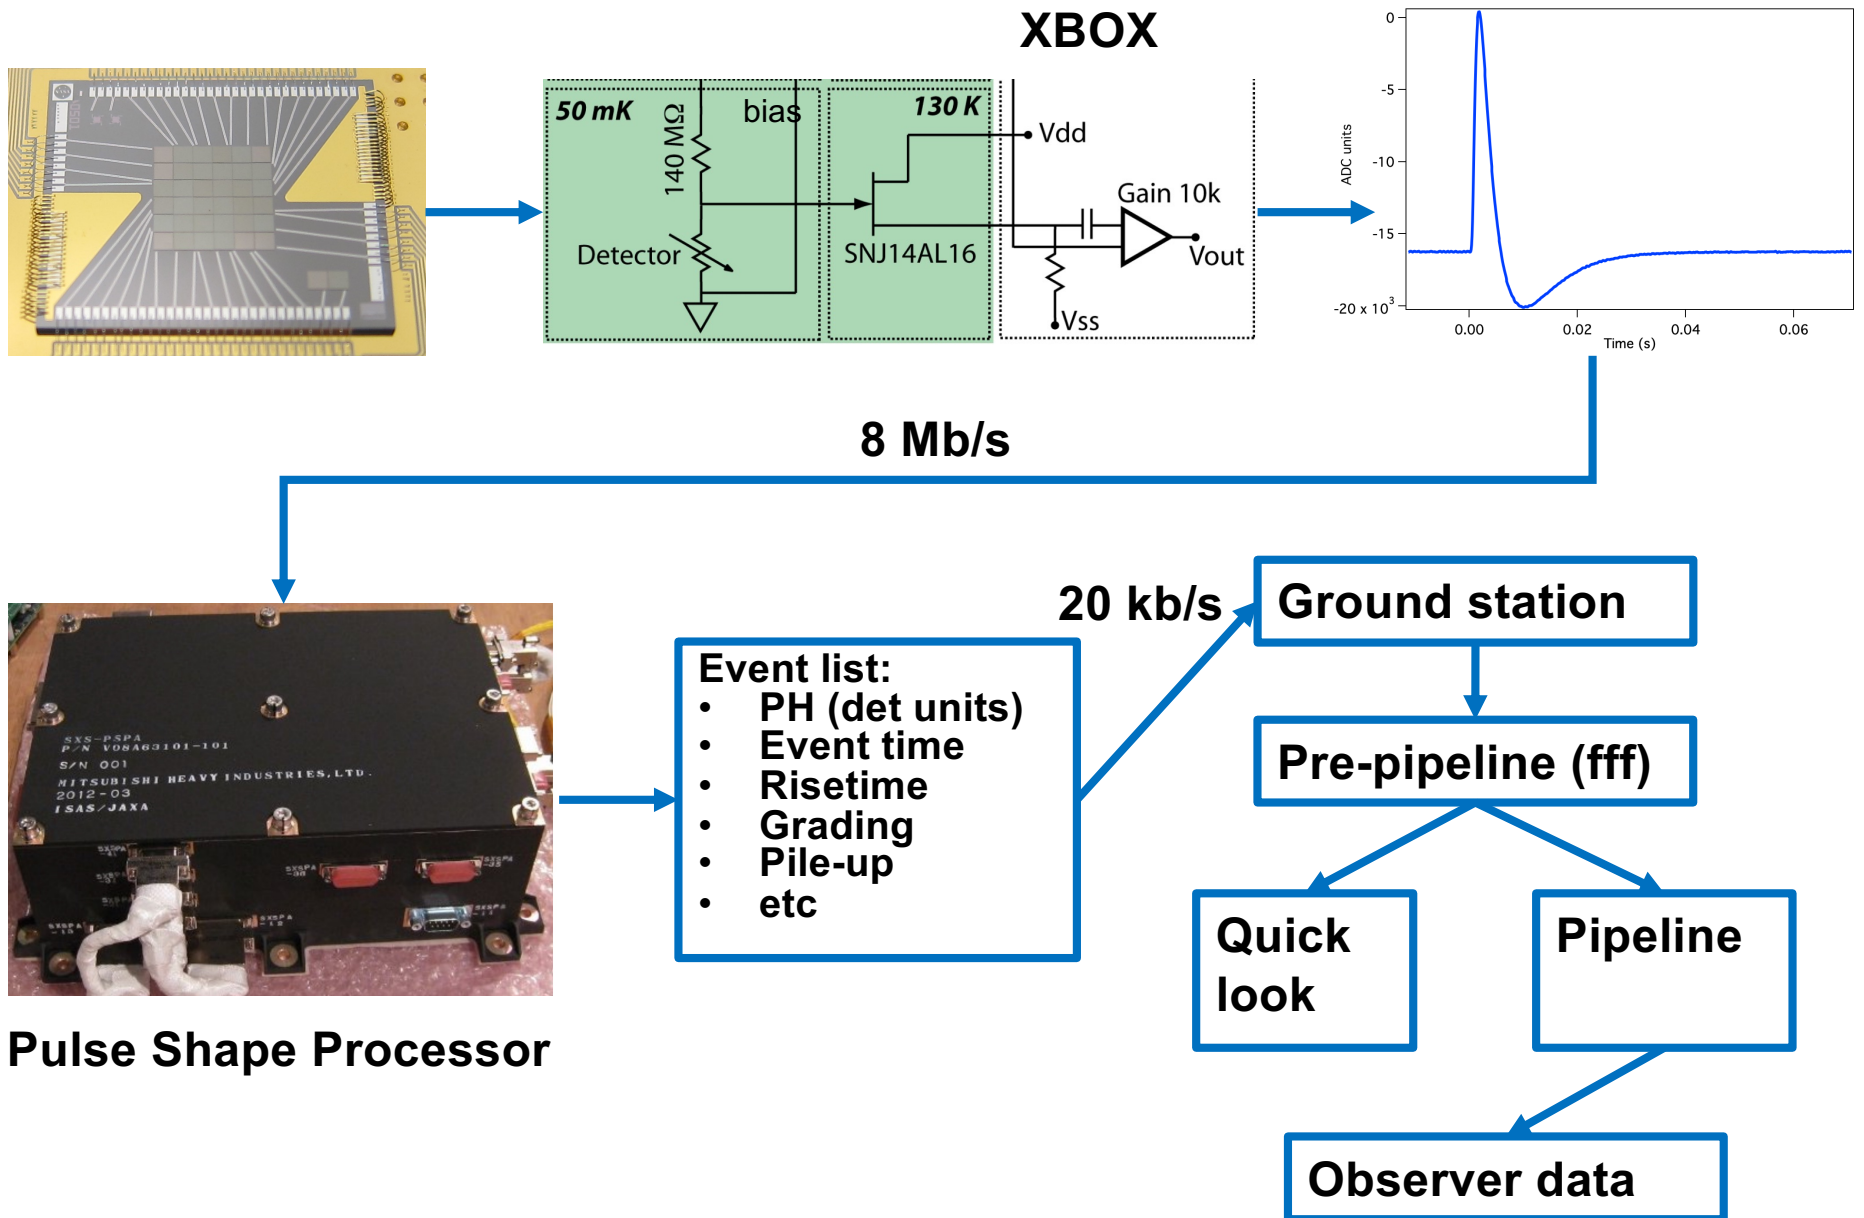 XBOX
50 mK
bias
130 K
140 MΩ
Vdd
Gain 10k
Detector
SNJ14AL16
Vout
Vss
0
-5
-10
-15
-20 x 10³
ADC units
0.00
0.02
0.04
0.06
Time (s)
8 Mb/s
SXS-PSPA
P/N V08A63101-101
S/N 001
MITSUBISHI HEAVY INDUSTRIES,LTD.
2012-03
ISAS/JAXA
Event list:
• PH (det units)
• Event time
• Risetime
• Grading
• Pile-up
• etc
20 kb/s
Ground station
Pre-pipeline (fff)
Quick
look
Pipeline
Observer data
Pulse Shape Processor